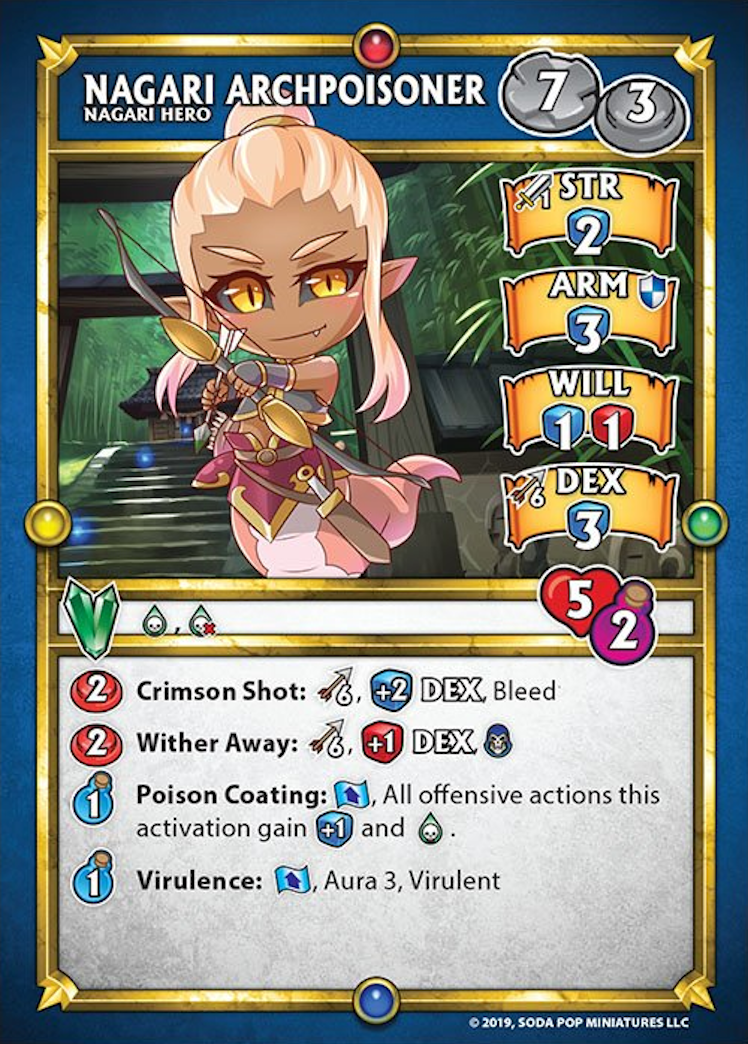 NAGARI ARCHPOISONER
NAGARI HERO
7
3
1 STR
2
ARM
3
WILL
1 1
6 DEX
3
5
2
,
2 Crimson Shot: 6, +2 DEX, Bleed
2 Wither Away: 6, +1 DEX,
1 Poison Coating: , All offensive actions this
activation gain +1 and .
1 Virulence: , Aura 3, Virulent
© 2019, SODA POP MINIATURES LLC